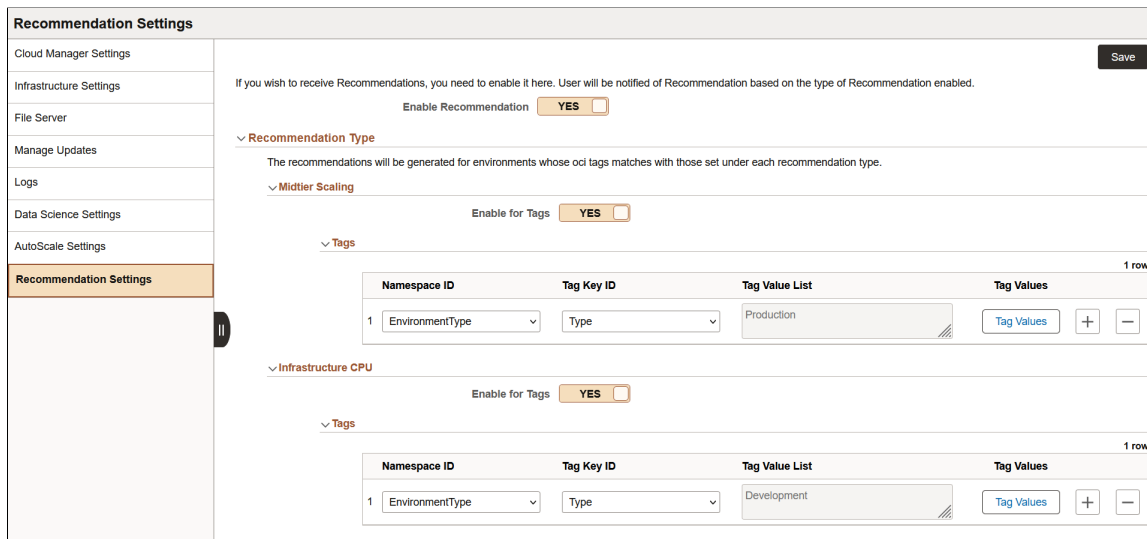 Recommendation Settings
Cloud Manager Settings
Infrastructure Settings
File Server
Manage Updates
Logs
Data Science Settings
AutoScale Settings
Recommendation Settings
Save
If you wish to receive Recommendations, you need to enable it here. User will be notified of Recommendation based on the type of Recommendation enabled.
Enable Recommendation YES
Recommendation Type
The recommendations will be generated for environments whose oci tags matches with those set under each recommendation type.
Midtier Scaling
Enable for Tags YES
Tags
1 row
Namespace ID Tag Key ID Tag Value List Tag Values
1 EnvironmentType Type Production Tag Values
Infrastructure CPU
Enable for Tags YES
Tags
1 row
Namespace ID Tag Key ID Tag Value List Tag Values
1 EnvironmentType Type Development Tag Values